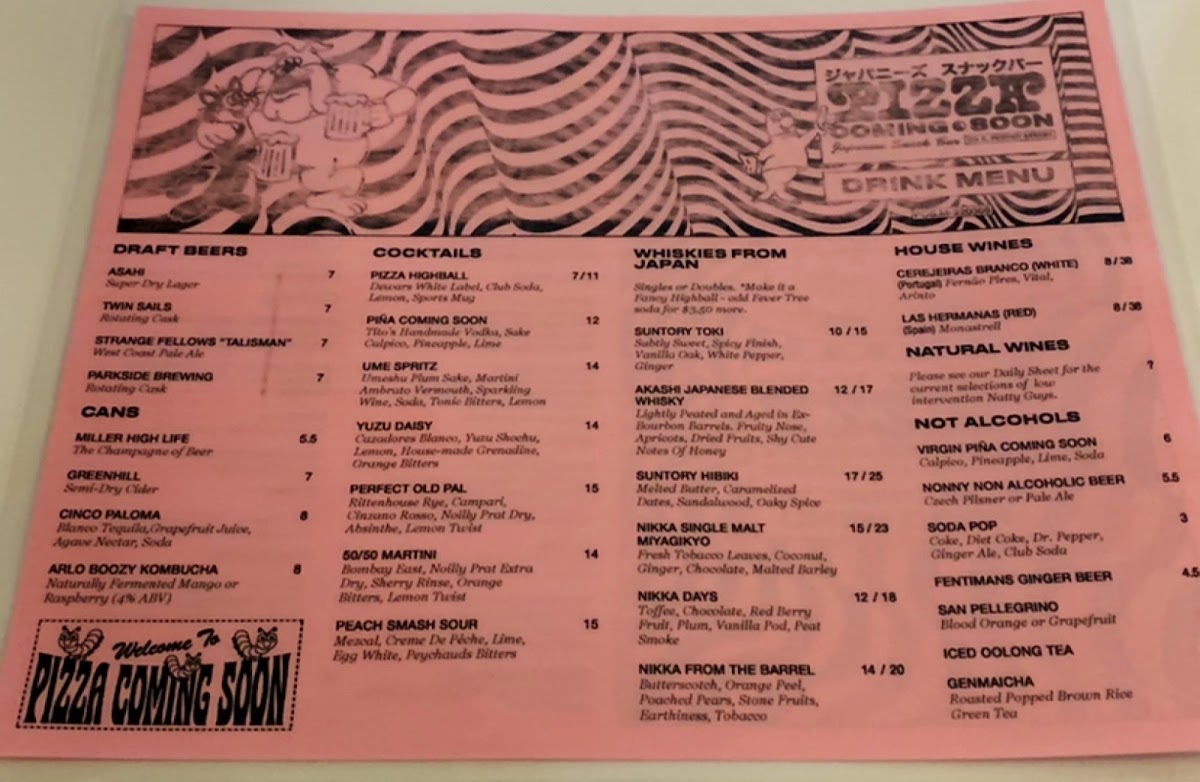 ジャパニーズ スナックバー
PIZZA
COMING SOON
Japanese Snack Bar
DRINK MENU
DRAFT BEERS
ASAHI 7
Super Dry Lager
TWIN SAILS 7
Rotating Cask
STRANGE FELLOWS "TALISMAN" 7
West Coast Pale Ale
PARKSIDE BREWING 7
Rotating Cask
CANS
MILLER HIGH LIFE 5.5
The Champagne of Beer
GREENHILL 7
Semi-Dry Cider
CINCO PALOMA 8
Blanco Tequila,Grapefruit Juice,
Agave Nectar, Soda
ARLO BOOZY KOMBUCHA 8
Naturally Fermented Mango or
Raspberry (4% ABV)
Welcome To
PIZZA COMING SOON
COCKTAILS
PIZZA HIGHBALL 7/11
Dewars White Label, Club Soda,
Lemon, Sports Mug
PIÑA COMING SOON 12
Tito's Handmade Vodka, Sake
Calpico, Pineapple, Lime
UME SPRITZ 14
Umeshu Plum Sake, Martini
Ambrato Vermouth, Sparkling
Wine, Soda, Tonic Bitters, Lemon
YUZU DAISY 14
Cazadores Blanco, Yuzu Shochu,
Lemon, House-made Grenadine,
Orange Bitters
PERFECT OLD PAL 15
Rittenhouse Rye, Campari,
Cinzano Rosso, Noilly Prat Dry,
Absinthe, Lemon Twist
50/50 MARTINI 14
Bombay East, Noilly Prat Extra
Dry, Sherry Rinse, Orange
Bitters, Lemon Twist
PEACH SMASH SOUR 15
Mezcal, Creme De Pêche, Lime,
Egg White, Peychauds Bitters
WHISKIES FROM
JAPAN
Singles or Doubles. *Make it a
Fancy Highball - add Fever Tree
soda for $3.50 more.
SUNTORY TOKI 10 / 15
Subtly Sweet, Spicy Finish,
Vanilla Oak, White Pepper,
Ginger
AKASHI JAPANESE BLENDED 12 / 17
WHISKY
Lightly Peated and Aged in Ex-
Bourbon Barrels. Fruity Nose,
Apricots, Dried Fruits, Shy Cute
Notes Of Honey
SUNTORY HIBIKI 17 / 25
Melted Butter, Caramelized
Dates, Sandalwood, Oaky Spice
NIKKA SINGLE MALT 15 / 23
MIYAGIKYO
Fresh Tobacco Leaves, Coconut,
Ginger, Chocolate, Malted Barley
NIKKA DAYS 12 / 18
Toffee, Chocolate, Red Berry
Fruit, Plum, Vanilla Pod, Peat
Smoke
NIKKA FROM THE BARREL 14 / 20
Butterscotch, Orange Peel,
Poached Pears, Stone Fruits,
Earthiness, Tobacco
HOUSE WINES
CEREJEIRAS BRANCO (WHITE) 8 / 38
(Portugal) Fernão Pires, Vital,
Arinto
LAS HERMANAS (RED) 8 / 38
(Spain) Monastrell
NATURAL WINES
Please see our Daily Sheet for the ?
current selections of low
intervention Natty Guys.
NOT ALCOHOLS
VIRGIN PIÑA COMING SOON 6
Calpico, Pineapple, Lime, Soda
NONNY NON ALCOHOLIC BEER 5.5
Czech Pilsner or Pale Ale
SODA POP 3
Coke, Diet Coke, Dr. Pepper,
Ginger Ale, Club Soda
FENTIMANS GINGER BEER 4.5
SAN PELLEGRINO
Blood Orange or Grapefruit
ICED OOLONG TEA
GENMAICHA
Roasted Popped Brown Rice
Green Tea